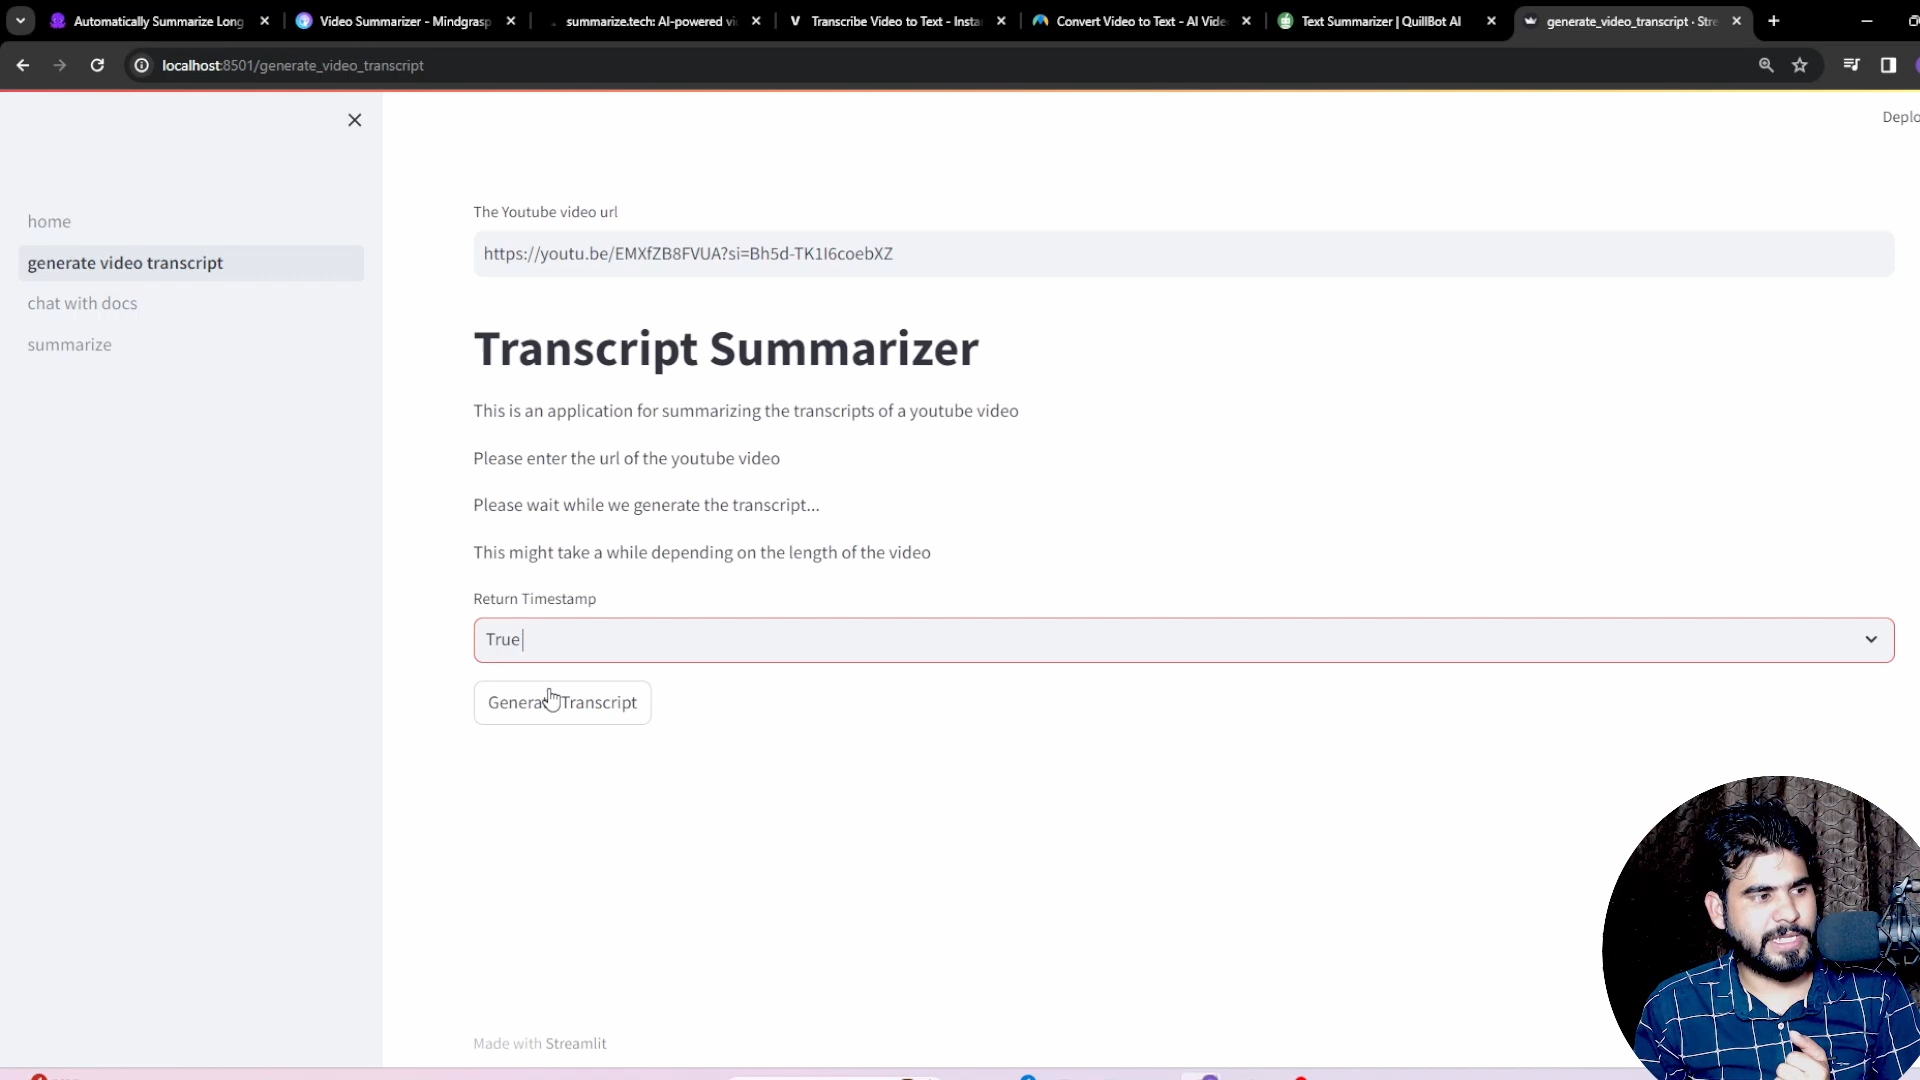 Automatically Summarize Long
Video Summarizer - Mindgrasp
summarize.tech: AI-powered vi
Transcribe Video to Text - Insta
Convert Video to Text - AI Vide
Text Summarizer | QuillBot AI
generate_video_transcript · Stre
localhost:8501/generate_video_transcript
Deplo
home
generate video transcript
chat with docs
summarize
The Youtube video url
https://youtu.be/EMXfZB8FVUA?si=Bh5d-TK1I6coebXZ
Transcript Summarizer
This is an application for summarizing the transcripts of a youtube video
Please enter the url of the youtube video
Please wait while we generate the transcript...
This might take a while depending on the length of the video
Return Timestamp
True
Generate Transcript
Made with Streamlit